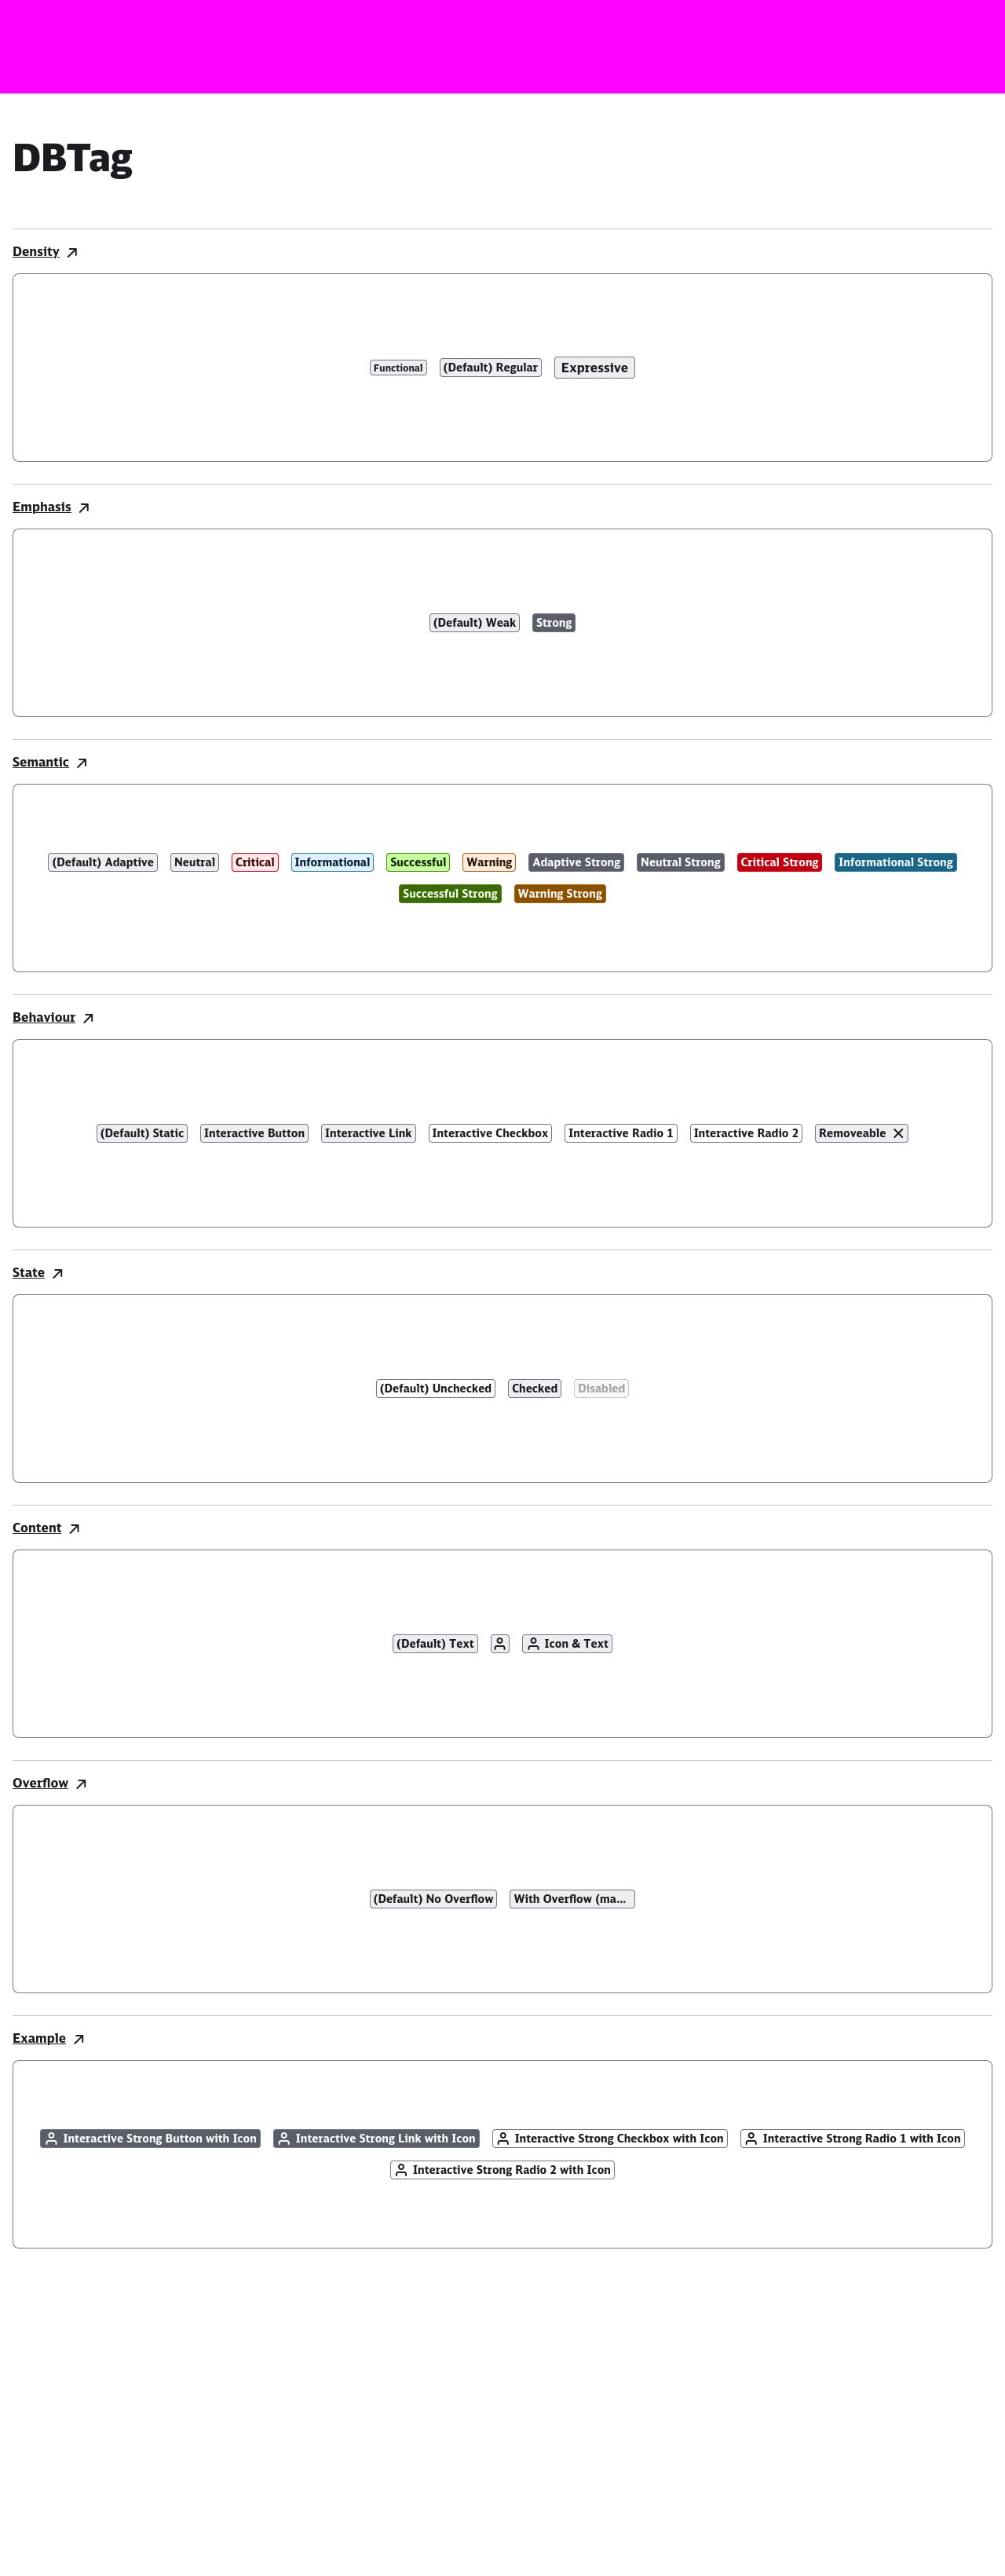 DBTag
Density
Functional (Default) Regular Expressive
Emphasis
(Default) Weak Strong
Semantic
(Default) Adaptive Neutral Critical Informational Successful Warning Adaptive Strong Neutral Strong Critical Strong Informational Strong
Successful Strong Warning Strong
Behaviour
(Default) Static Interactive Button Interactive Link Interactive Checkbox Interactive Radio 1 Interactive Radio 2 Removeable
State
(Default) Unchecked Checked Disabled
Content
(Default) Text Icon & Text
Overflow
(Default) No Overflow With Overflow (ma...
Example
Interactive Strong Button with Icon Interactive Strong Link with Icon Interactive Strong Checkbox with Icon Interactive Strong Radio 1 with Icon
Interactive Strong Radio 2 with Icon